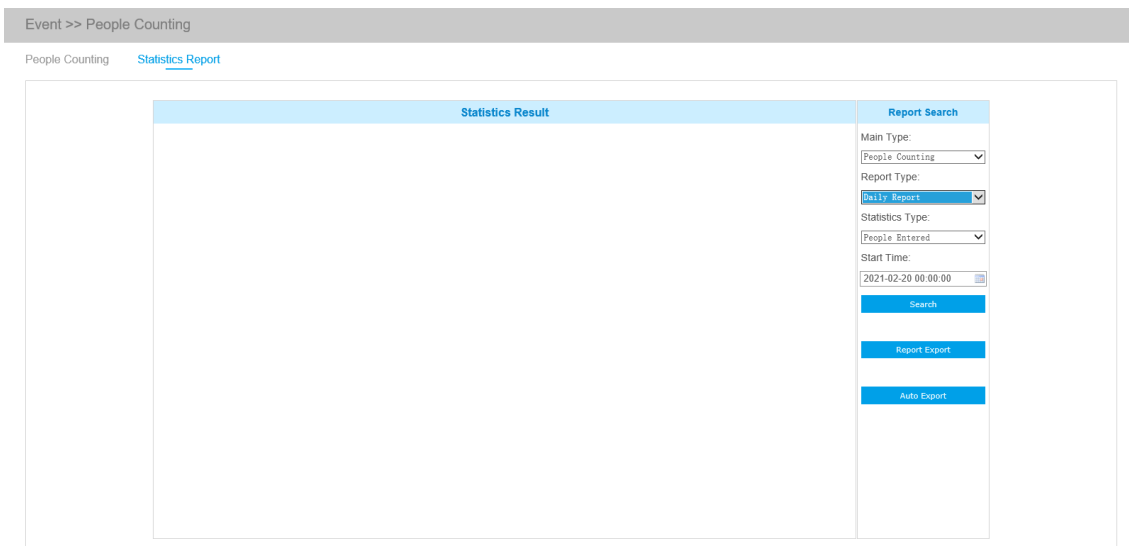 Event >> People Counting
People Counting Statistics Report
Statistics Result
Report Search
Main Type:
People Counting
Report Type:
Daily Report
Statistics Type:
People Entered
Start Time:
2021-02-20 00:00:00
Search
Report Export
Auto Export